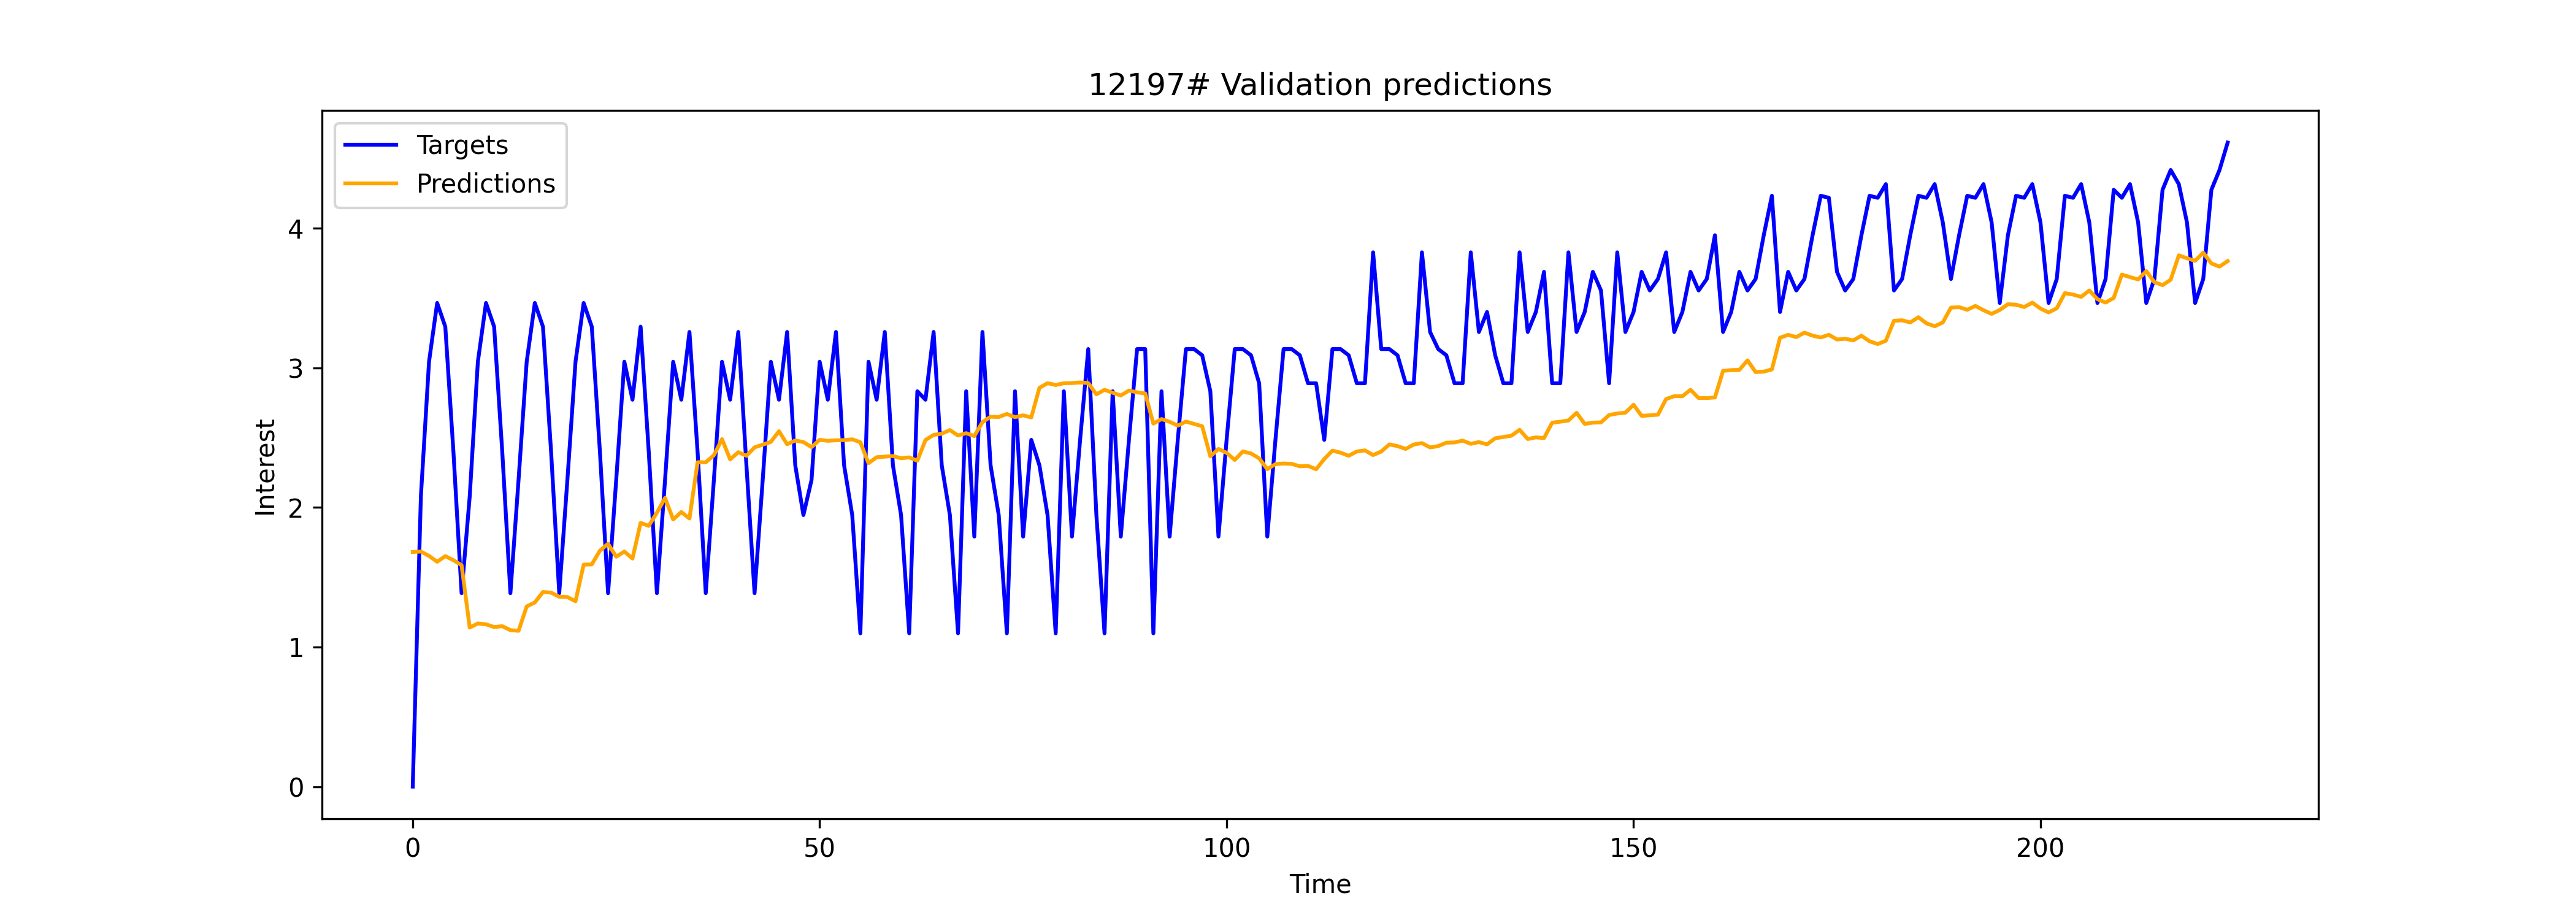 12197# Validation predictions
Targets
Predictions
Interest
4
3
2
1
0
0 50 100 150 200
Time